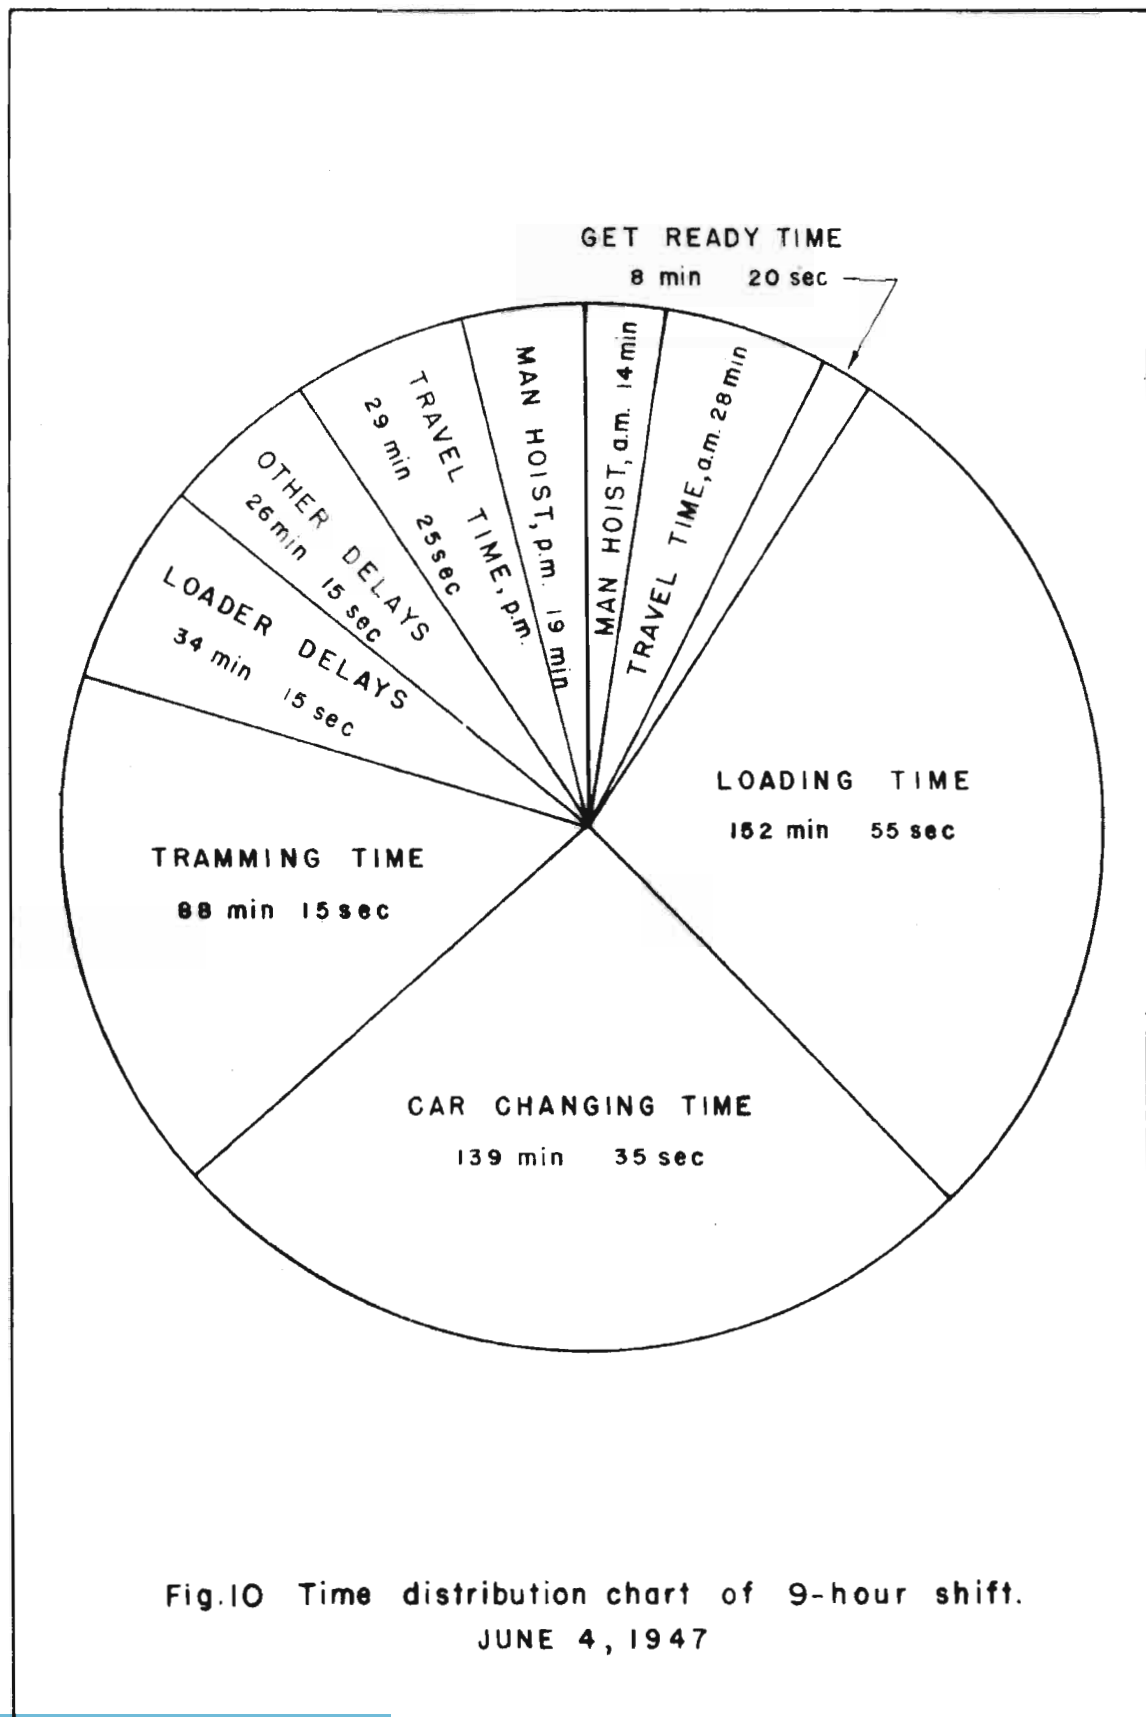 GET READY TIME
8 min 20 sec
MAN HOIST, a.m. 14 min
TRAVEL TIME, a.m. 28 min
LOADING TIME
152 min 55 sec
CAR CHANGING TIME
139 min 35 sec
TRAMMING TIME
88 min 15 sec
LOADER DELAYS
34 min 15 sec
OTHER DELAYS
26 min 15 sec
TRAVEL TIME, p.m.
29 min 25 sec
MAN HOIST, p.m. 19 min
Fig.10 Time distribution chart of 9-hour shift.
JUNE 4, 1947